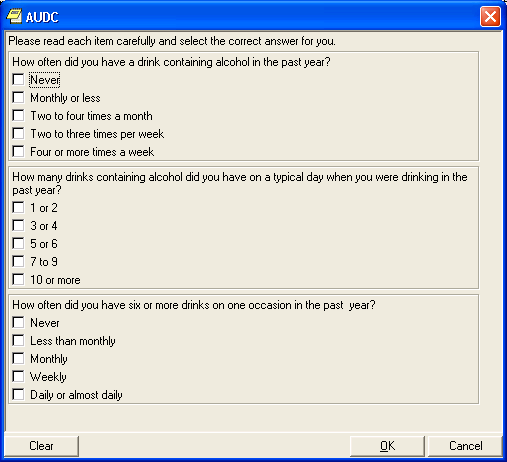 AUDC
Please read each item carefully and select the correct answer for you.
How often did you have a drink containing alcohol in the past year?
Never
Monthly or less
Two to four times a month
Two to three times per week
Four or more times a week
How many drinks containing alcohol did you have on a typical day when you were drinking in the
past year?
1 or 2
3 or 4
5 or 6
7 to 9
10 or more
How often did you have six or more drinks on one occasion in the past  year?
Never
Less than monthly
Monthly
Weekly
Daily or almost daily
Clear OK Cancel